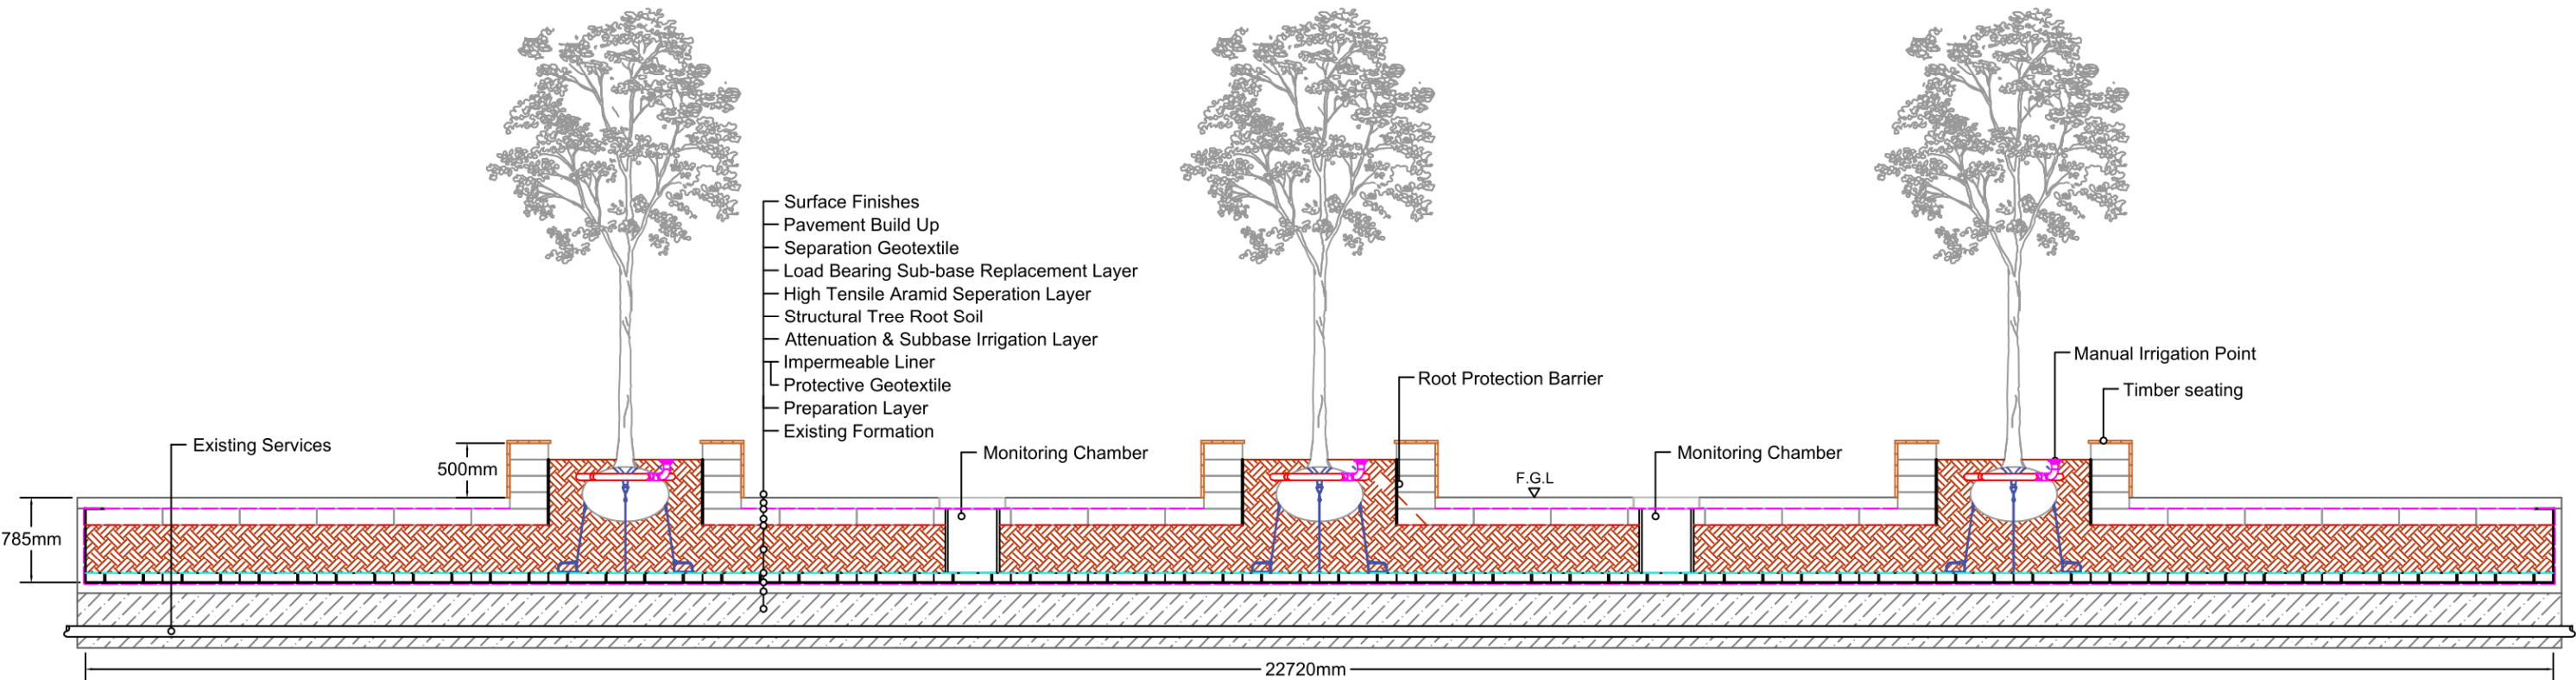 Surface Finishes
Pavement Build Up
Separation Geotextile
Load Bearing Sub-base Replacement Layer
High Tensile Aramid Seperation Layer
Structural Tree Root Soil
Attenuation & Subbase Irrigation Layer
Impermeable Liner
Protective Geotextile
Preparation Layer
Existing Formation
Manual Irrigation Point
Root Protection Barrier
Timber seating
Existing Services
Monitoring Chamber
Monitoring Chamber
500mm
F.G.L
785mm
22720mm